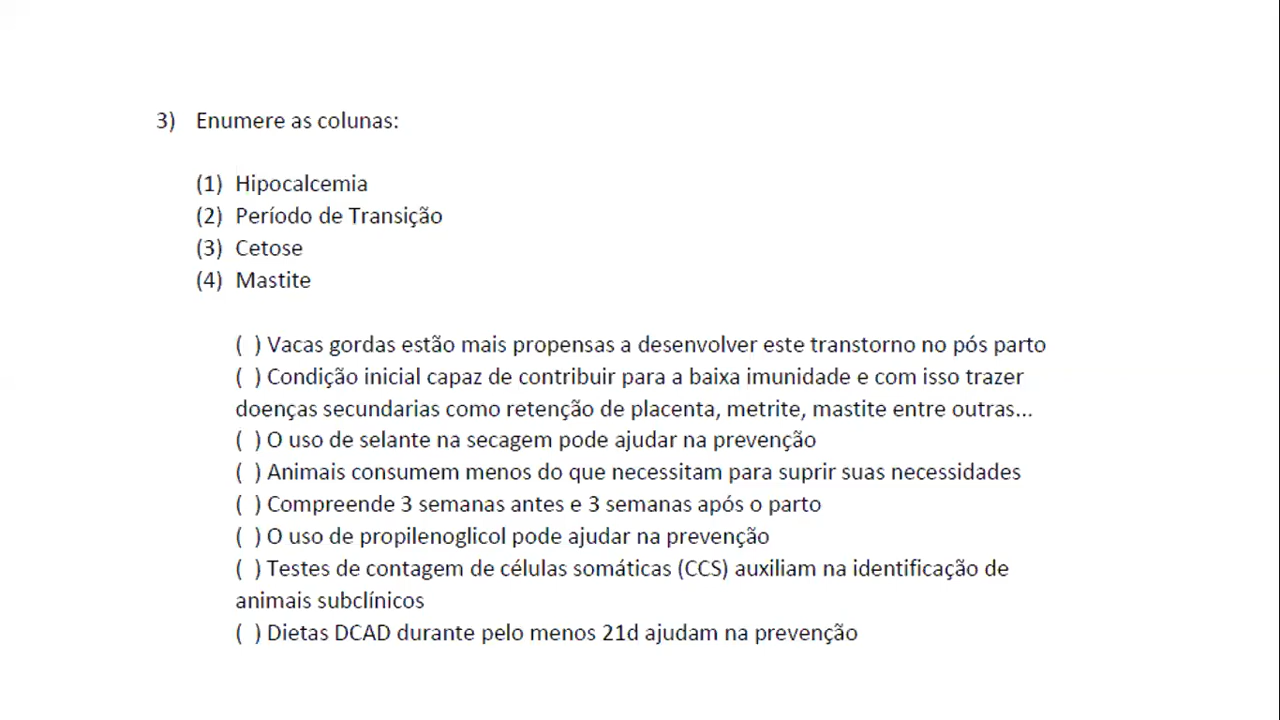 3) Enumere as colunas:
(1) Hipocalcemia
(2) Período de Transição
(3) Cetose
(4) Mastite
( ) Vacas gordas estão mais propensas a desenvolver este transtorno no pós parto
( ) Condição inicial capaz de contribuir para a baixa imunidade e com isso trazer
doenças secundarias como retenção de placenta, metrite, mastite entre outras...
( ) O uso de selante na secagem pode ajudar na prevenção
( ) Animais consumem menos do que necessitam para suprir suas necessidades
( ) Compreende 3 semanas antes e 3 semanas após o parto
( ) O uso de propilenoglicol pode ajudar na prevenção
( ) Testes de contagem de células somáticas (CCS) auxiliam na identificação de
animais subclínicos
( ) Dietas DCAD durante pelo menos 21d ajudam na prevenção